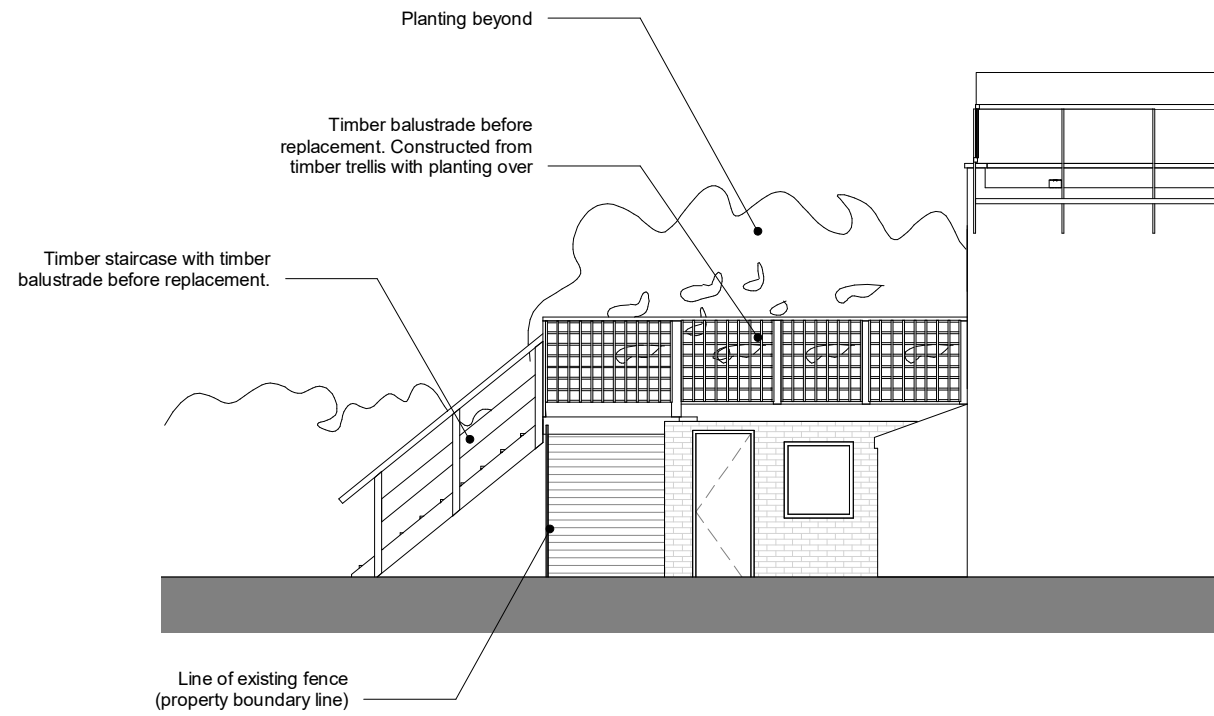 Planting beyond
Timber balustrade before
replacement. Constructed from
timber trellis with planting over
Timber staircase with timber
balustrade before replacement.
Line of existing fence
(property boundary line)